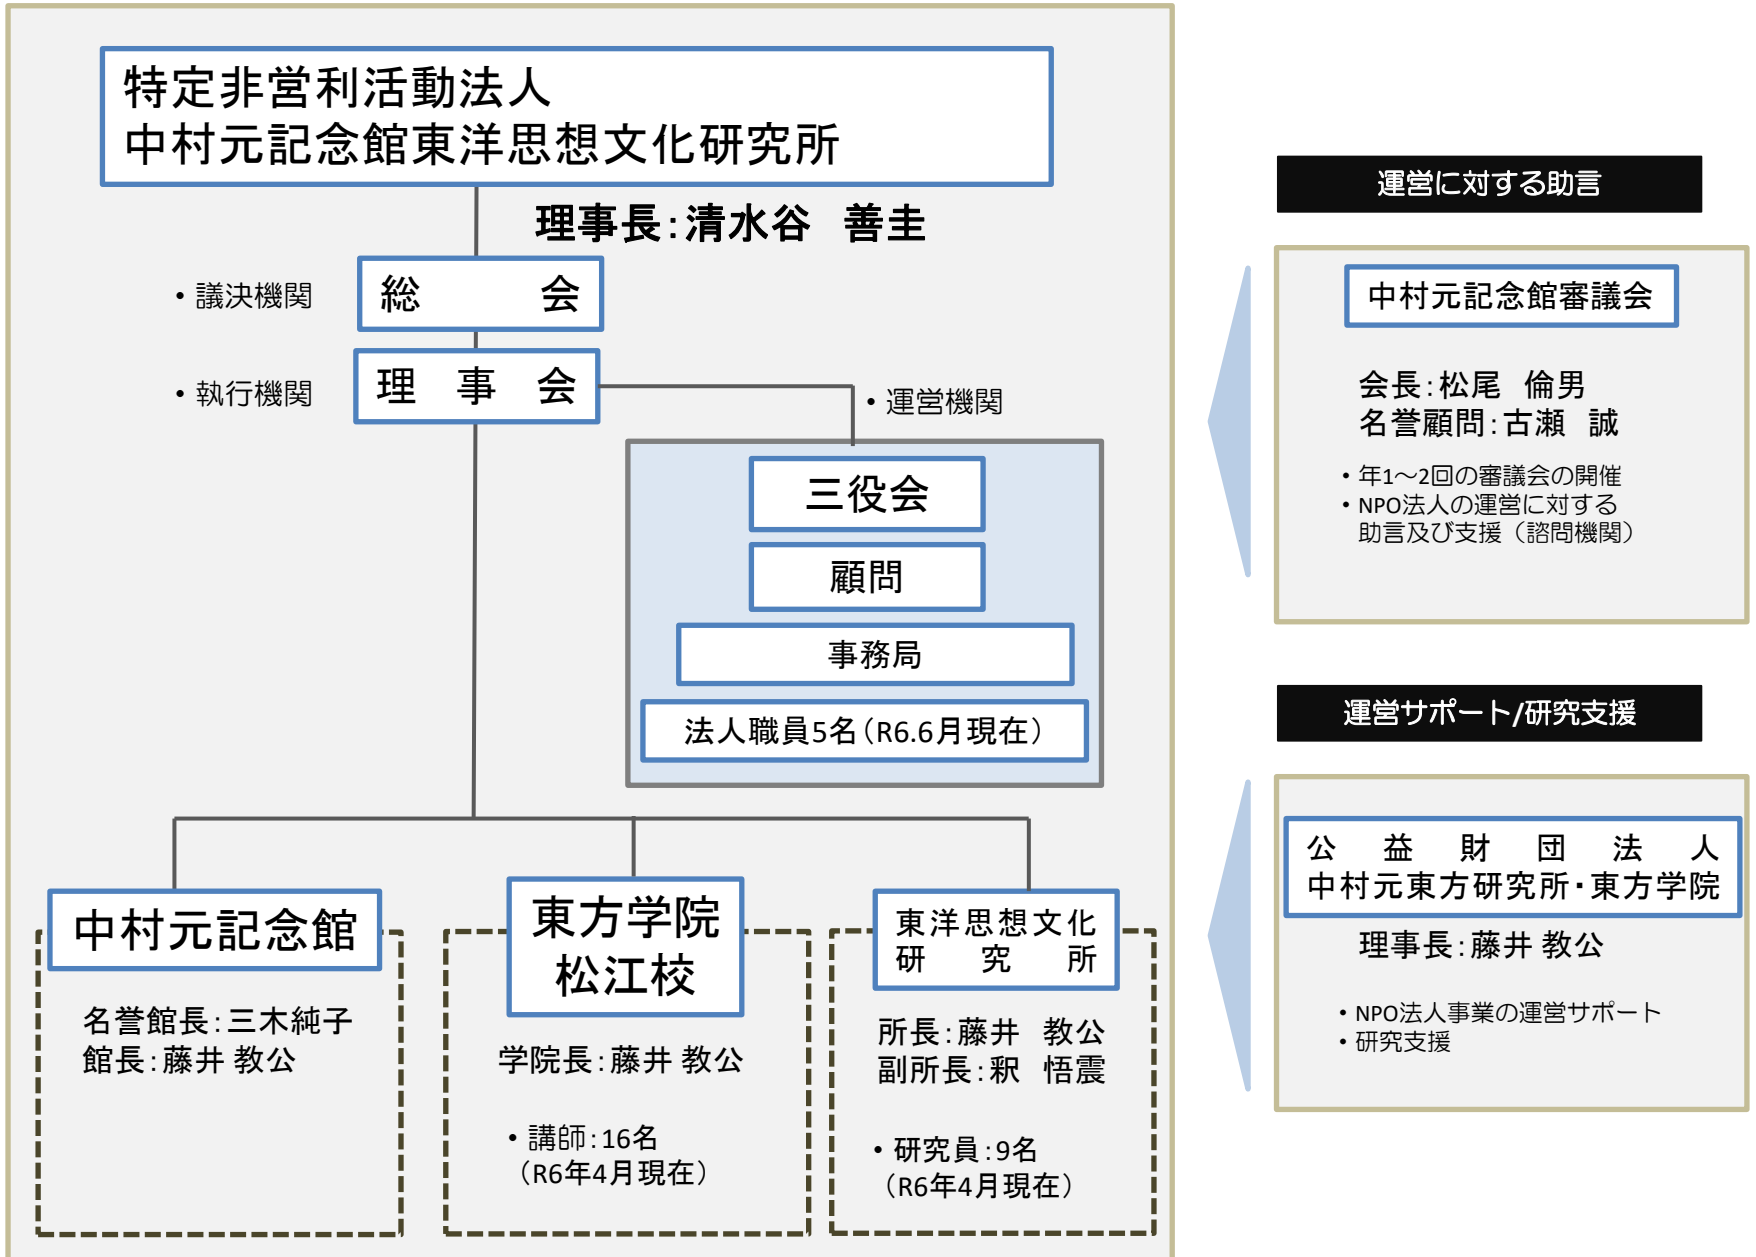 特定非営利活動法人
中村元記念館東洋思想文化研究所
理事長：清水谷　善圭
・議決機関
総　会
・執行機関
理　事　会
・運営機関
三役会
顧問
事務局
法人職員5名（R6.6月現在）
中村元記念館
名誉館長：三木純子
館長：藤井 教公
東方学院
松江校
学院長：藤井 教公
・講師：16名
（R6年4月現在）
東洋思想文化
研　究　所
所長：藤井　教公
副所長：釈　悟震
・研究員：9名
（R6年4月現在）
運営に対する助言
中村元記念館審議会
会長：松尾　倫男
名誉顧問：古瀬　誠
・年1～2回の審議会の開催
・NPO法人の運営に対する
助言及び支援（諮問機関）
運営サポート/研究支援
公　益　財　団　法　人
中村元東方研究所・東方学院
理事長：藤井 教公
・NPO法人事業の運営サポート
・研究支援